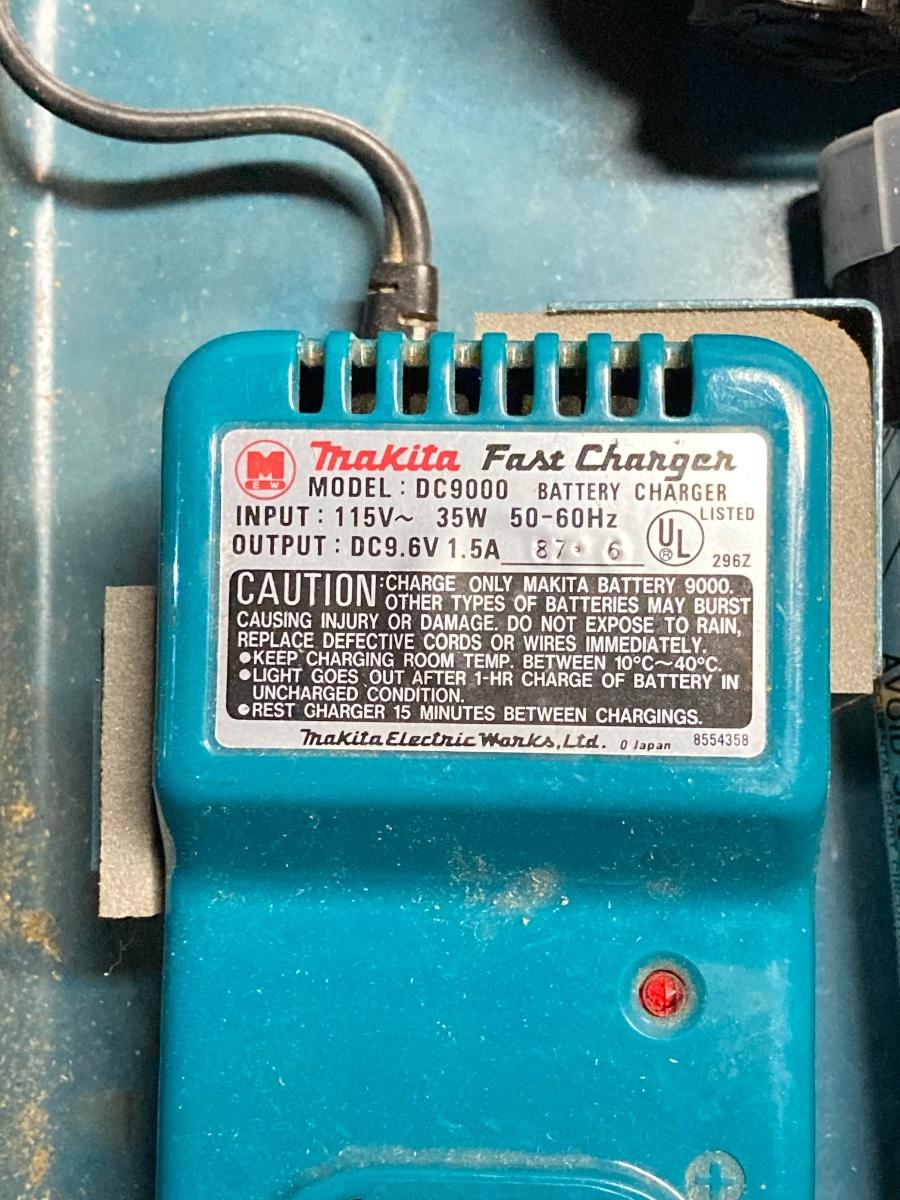 M
E W
Makita Fast Charger
MODEL : DC9000 BATTERY CHARGER
INPUT : 115V~ 35W 50-60Hz
OUTPUT : DC9.6V 1.5A 87. 6
UL
®
LISTED
296Z
CAUTION:CHARGE ONLY MAKITA BATTERY 9000.
OTHER TYPES OF BATTERIES MAY BURST
CAUSING INJURY OR DAMAGE. DO NOT EXPOSE TO RAIN,
REPLACE DEFECTIVE CORDS OR WIRES IMMEDIATELY.
●KEEP CHARGING ROOM TEMP. BETWEEN 10°C~40°C.
●LIGHT GOES OUT AFTER 1-HR CHARGE OF BATTERY IN
UNCHARGED CONDITION.
●REST CHARGER 15 MINUTES BETWEEN CHARGINGS.
Makita Electric Works, Ltd. O Japan 8554358